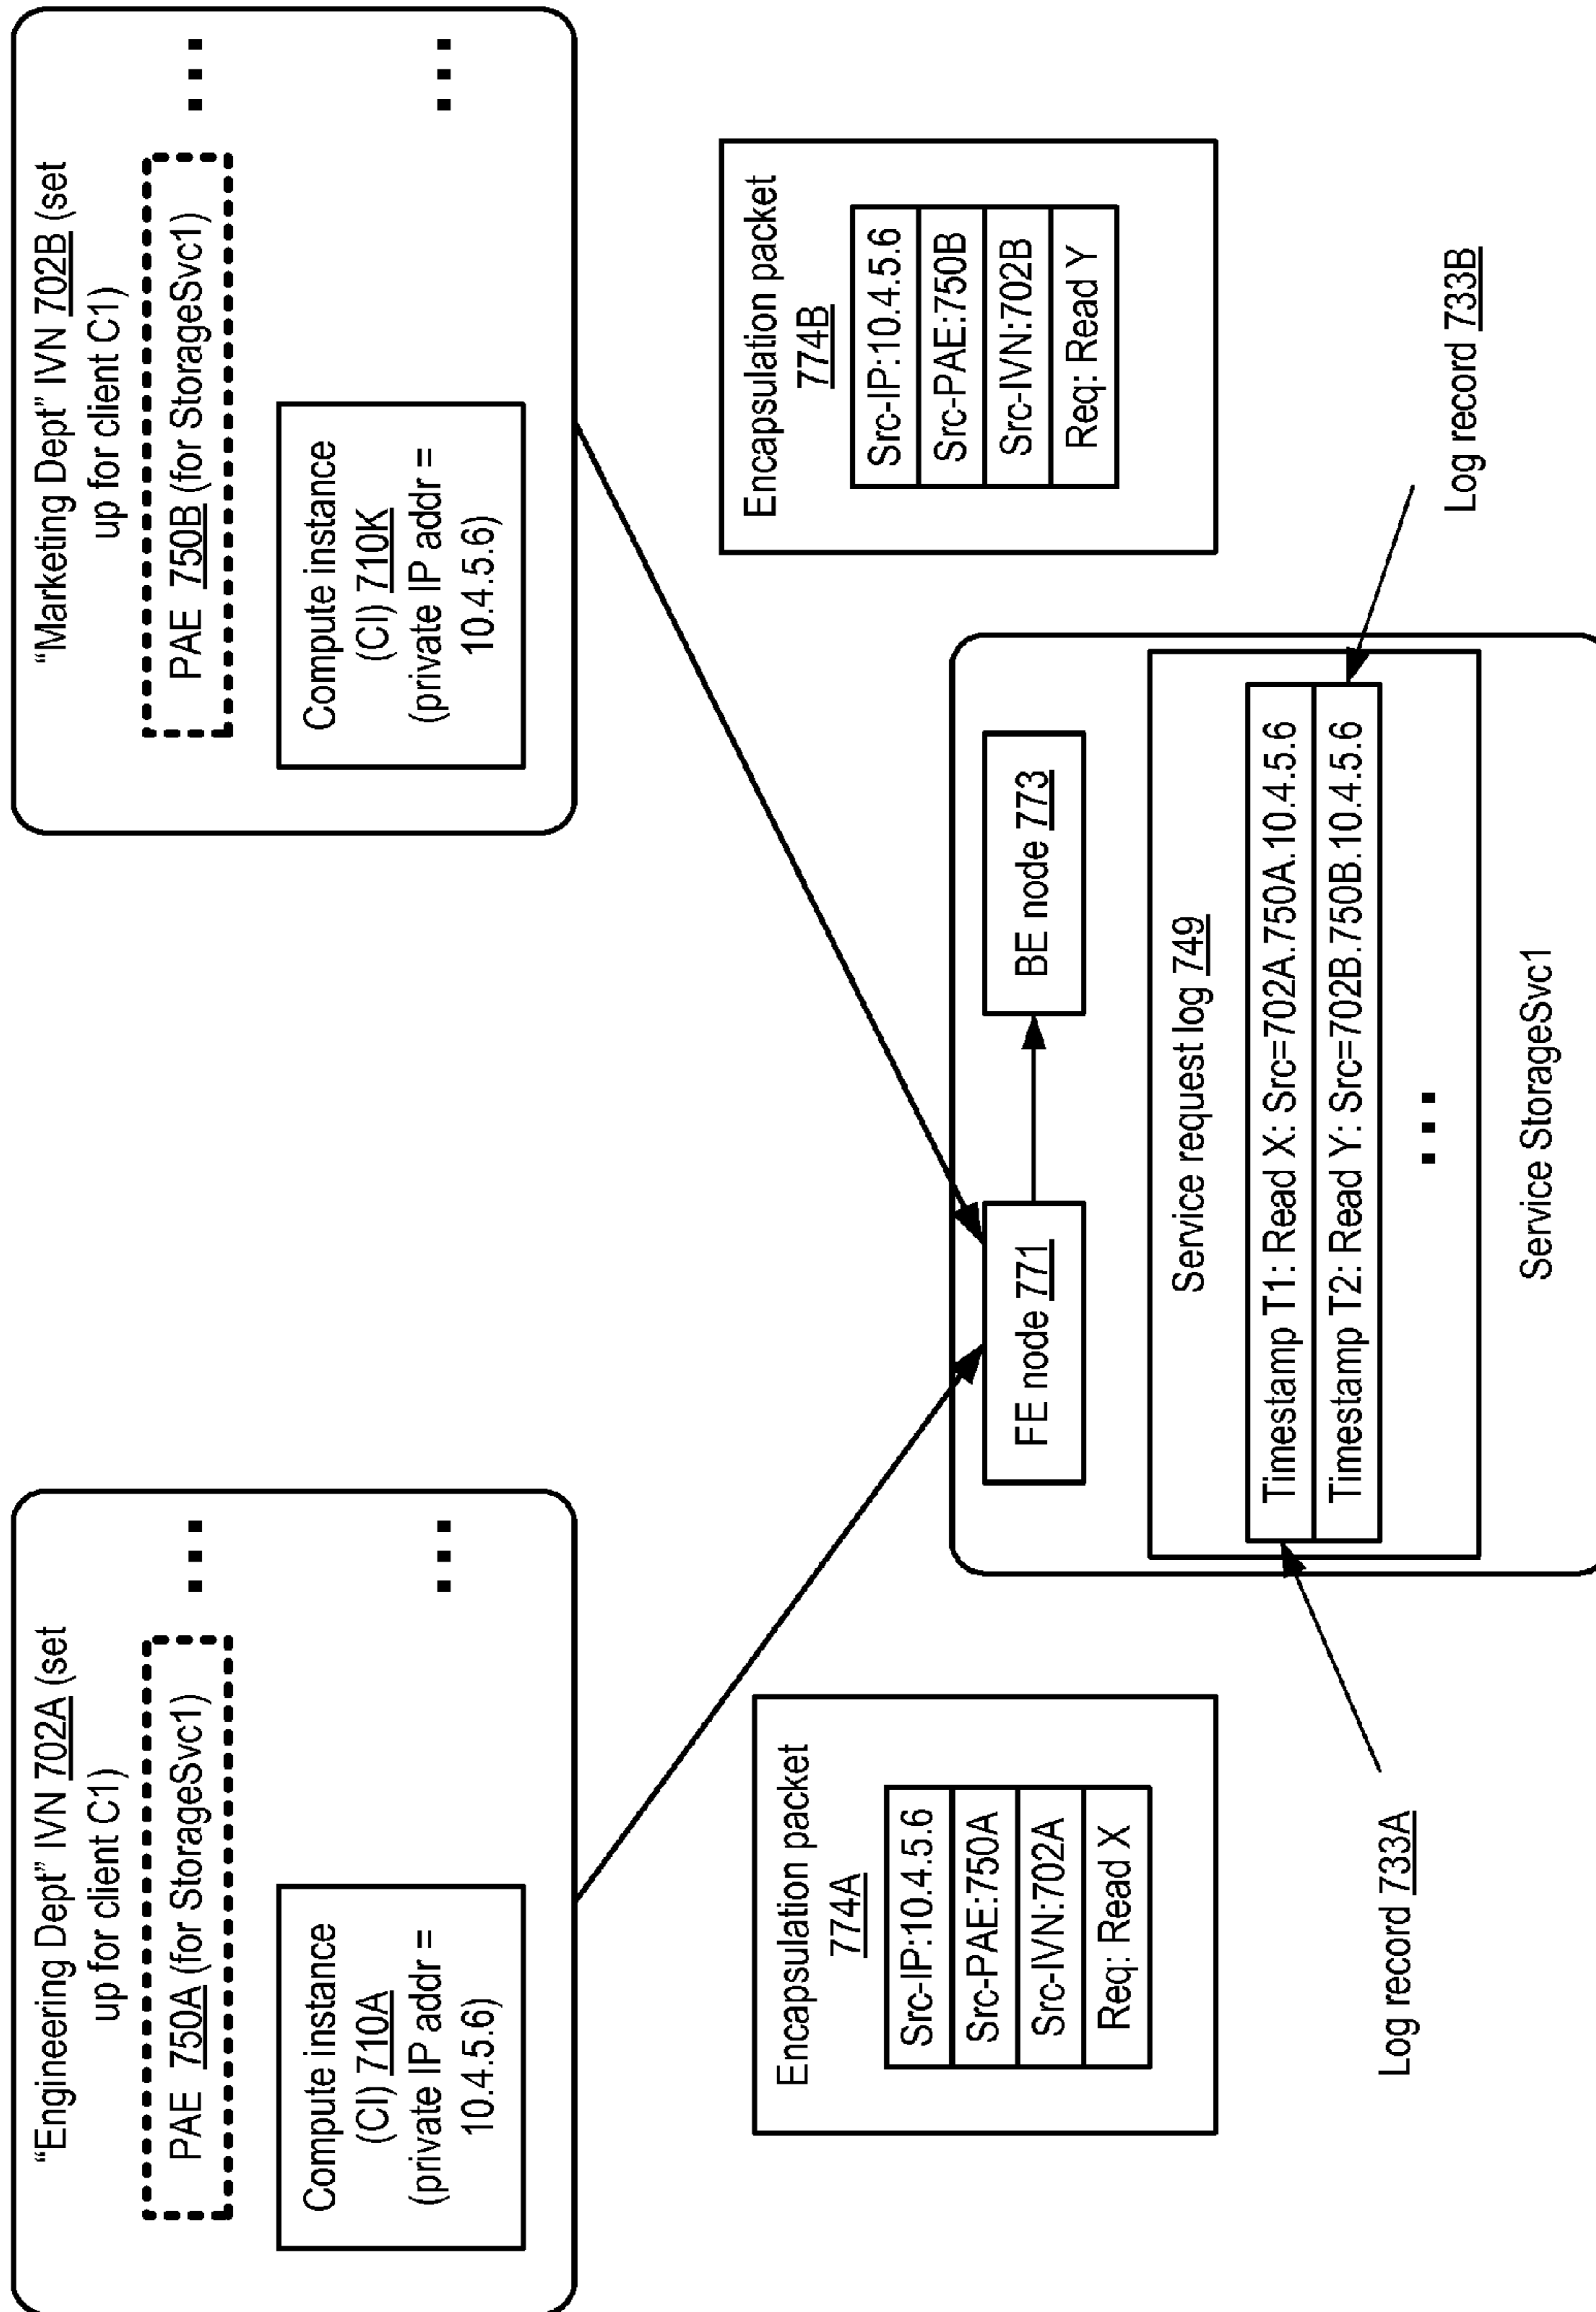 “Engineering Dept” IVN 702A (set
up for client C1)
PAE 750A (for StorageSvc1)
Compute instance
(CI) 710A
(private IP addr =
10.4.5.6)
“Marketing Dept” IVN 702B (set
up for client C1)
PAE 750B (for StorageSvc1)
Compute instance
(CI) 710K
(private IP addr =
10.4.5.6)
Encapsulation packet
774A
Src-IP:10.4.5.6
Src-PAE:750A
Src-IVN:702A
Req: Read X
Encapsulation packet
774B
Src-IP:10.4.5.6
Src-PAE:750B
Src-IVN:702B
Req: Read Y
FE node 771
BE node 773
Service request log 749
Timestamp T1: Read X: Src=702A.750A.10.4.5.6
Timestamp T2: Read Y: Src=702B.750B.10.4.5.6
Service StorageSvc1
Log record 733A
Log record 733B